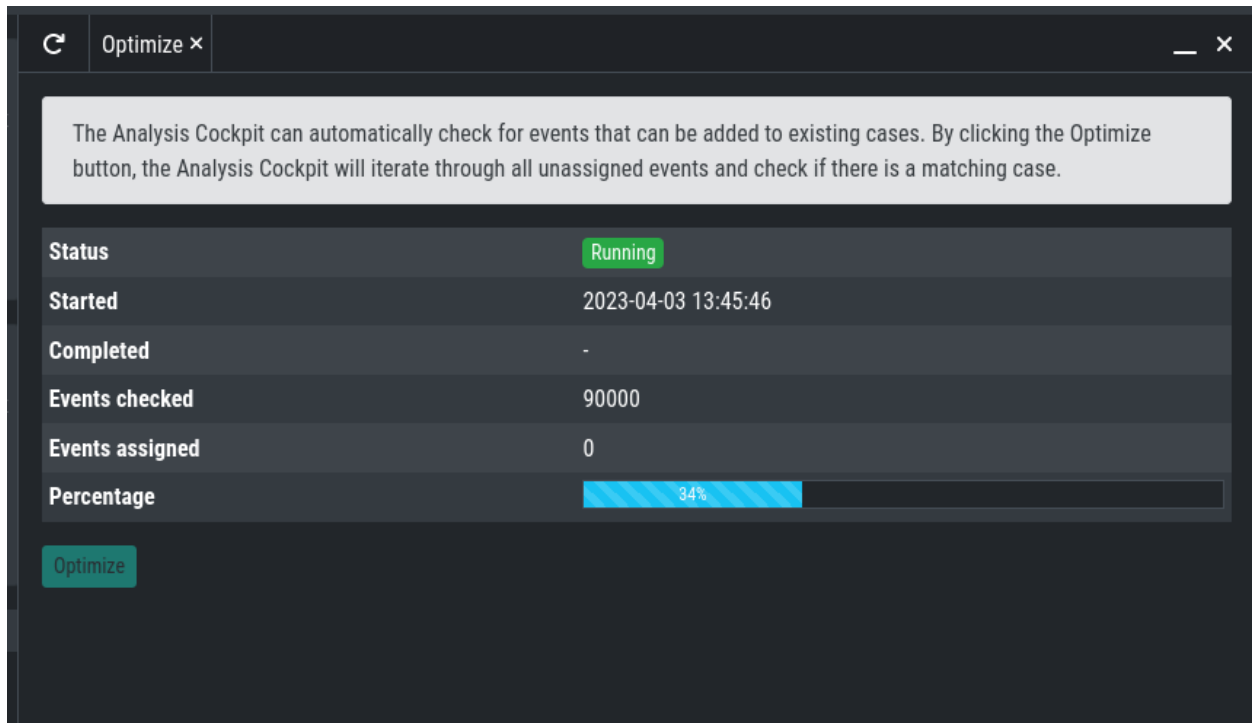 Optimize ×
The Analysis Cockpit can automatically check for events that can be added to existing cases. By clicking the Optimize
button, the Analysis Cockpit will iterate through all unassigned events and check if there is a matching case.
Status Running
Started 2023-04-03 13:45:46
Completed -
Events checked 90000
Events assigned 0
Percentage 34%
Optimize